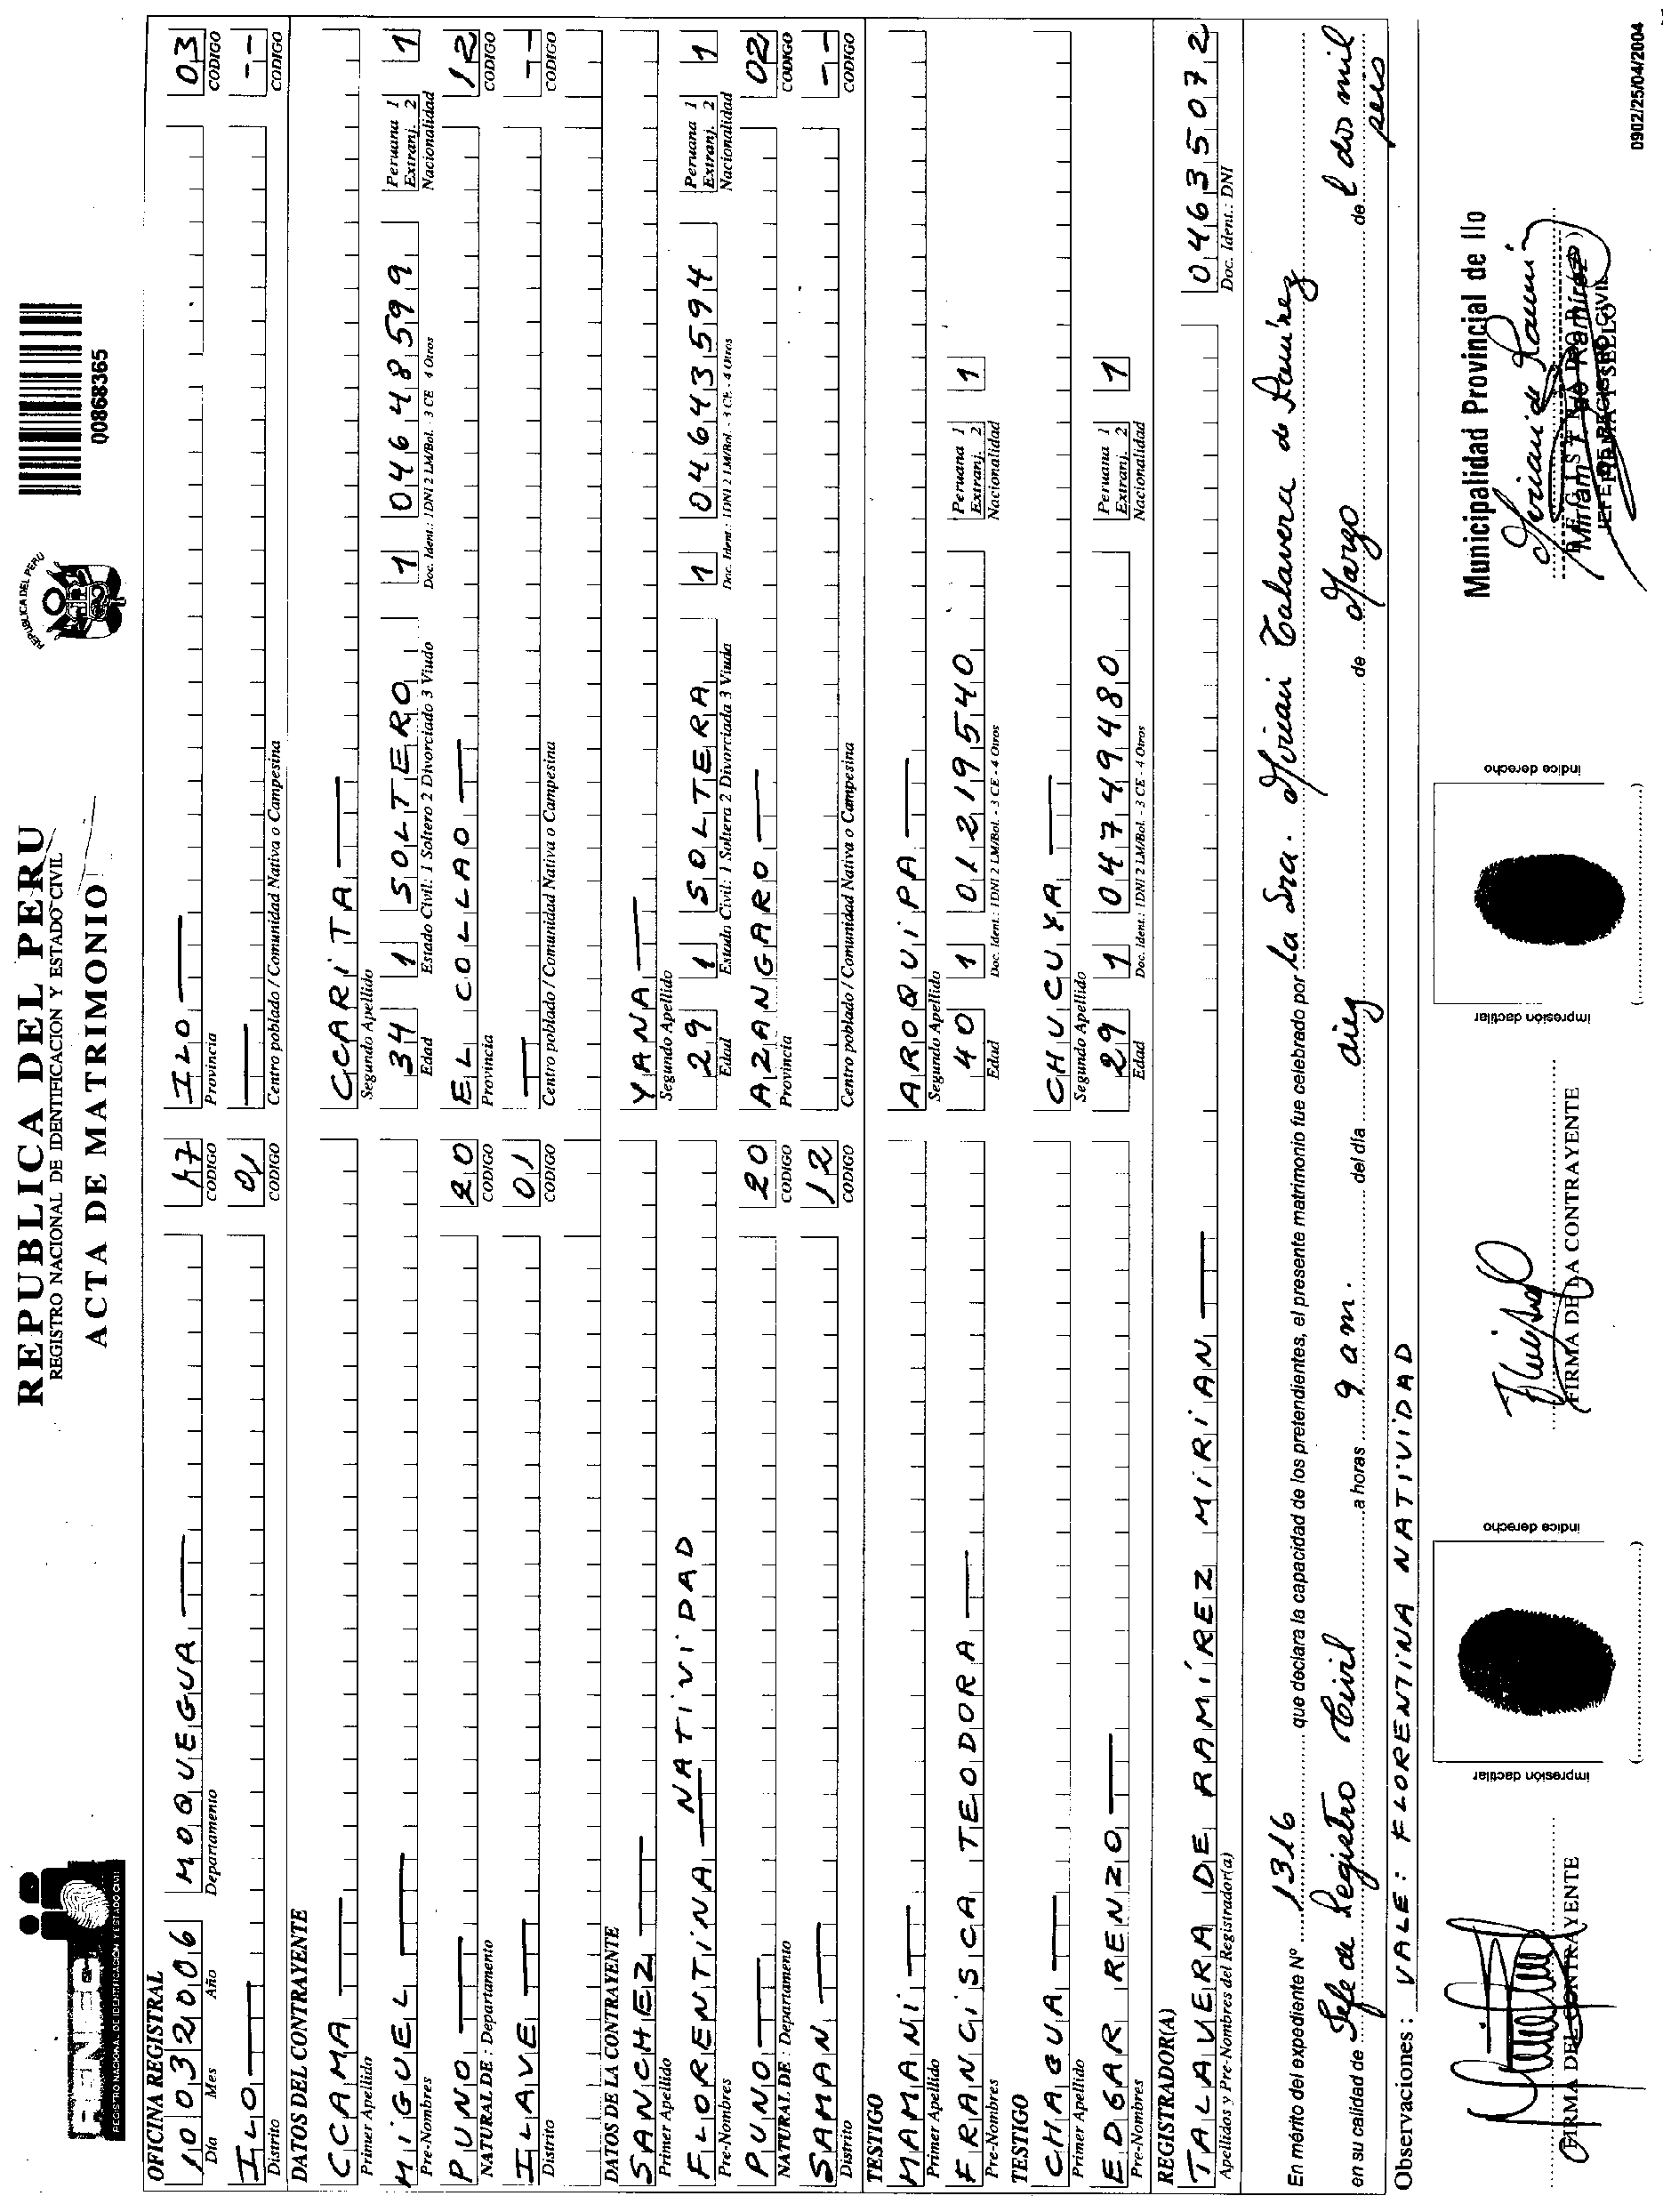 RENIEC
REGISTRO NACIONAL DE IDENTIFICACIÓN Y ESTADO CIVIL
REPUBLICA DEL PERU
REGISTRO NACIONAL DE IDENTIFICACION Y ESTADO CIVIL
ACTA DE MATRIMONIO
REPUBLICA DEL PERU
00868365
OFICINA REGISTRAL
10 03 2006 MOQUEGUA 17 ILO 03
Día Mes Año Departamento CODIGO Provincia CODIGO
ILO 01 --
Distrito CODIGO Centro poblado / Comunidad Nativa o Campesina CODIGO
DATOS DEL CONTRAYENTE
CCAMA CCARITA
Primer Apellido Segundo Apellido
MIGUEL 34 1 SOLTERO 1 04648599 Peruana 1 Extranj. 2 1
Pre-Nombres Edad Estado Civil: 1 Soltero 2 Divorciado 3 Viudo Doc. Ident.: 1DNI 2 LM/Bol. - 3 CE 4 Otros Nacionalidad
PUNO 20 EL COLLAO 12
NATURAL DE : Departamento CODIGO Provincia CODIGO
ILAVE 01 --
Distrito CODIGO Centro poblado / Comunidad Nativa o Campesina CODIGO
DATOS DE LA CONTRAYENTE
SANCHEZ YANA
Primer Apellido Segundo Apellido
FLORENTINA NATIVIDAD 29 1 SOLTERA 1 04643594 Peruana 1 Extranj. 2 1
Pre-Nombres Edad Estado Civil: 1 Soltera 2 Divorciada 3 Viuda Doc. Ident.: 1DNI 2 LM/Bol. - 3 CE - 4 Otros Nacionalidad
PUNO 20 AZANGARO 02
NATURAL DE : Departamento CODIGO Provincia CODIGO
SAMAN 12 --
Distrito CODIGO Centro poblado / Comunidad Nativa o Campesina CODIGO
TESTIGO
MAMANI AROQUIPA
Primer Apellido Segundo Apellido
FRANCISCA TEODORA 40 1 01219540 Peruana 1 Extranj. 2 1
Pre-Nombres Edad Doc. Ident.: 1DNI 2 LM/Bol. - 3 CE - 4 Otros Nacionalidad
TESTIGO
CHAGUA CHUCUYA
Primer Apellido Segundo Apellido
EDGAR RENZO 29 1 04749480 Peruana 1 Extranj. 2 1
Pre-Nombres Edad Doc. Ident.: 1DNI 2 LM/Bol. - 3 CE - 4 Otros Nacionalidad
REGISTRADOR(A)
TALAVERA DE RAMÍREZ MIRIAN 04635072
Apellidos y Pre-Nombres del Registrador(a) Doc. Ident.: DNI
En mérito del expediente Nº 1316 que declara la capacidad de los pretendientes, el presente matrimonio fue celebrado por la Sra. Mirian Talavera de Ramírez
en su calidad de Jefe de Registro Civil a horas 9 am. del día diez de Marzo de l dos mil seis
Observaciones : VALE : FLORENTINA NATIVIDAD
Municipalidad Provincial de Ilo
FIRMA DEL CONTRAYENTE
impresión dactilar
índice derecho
FIRMA DE LA CONTRAYENTE
impresión dactilar
índice derecho
0902/25/04/2004